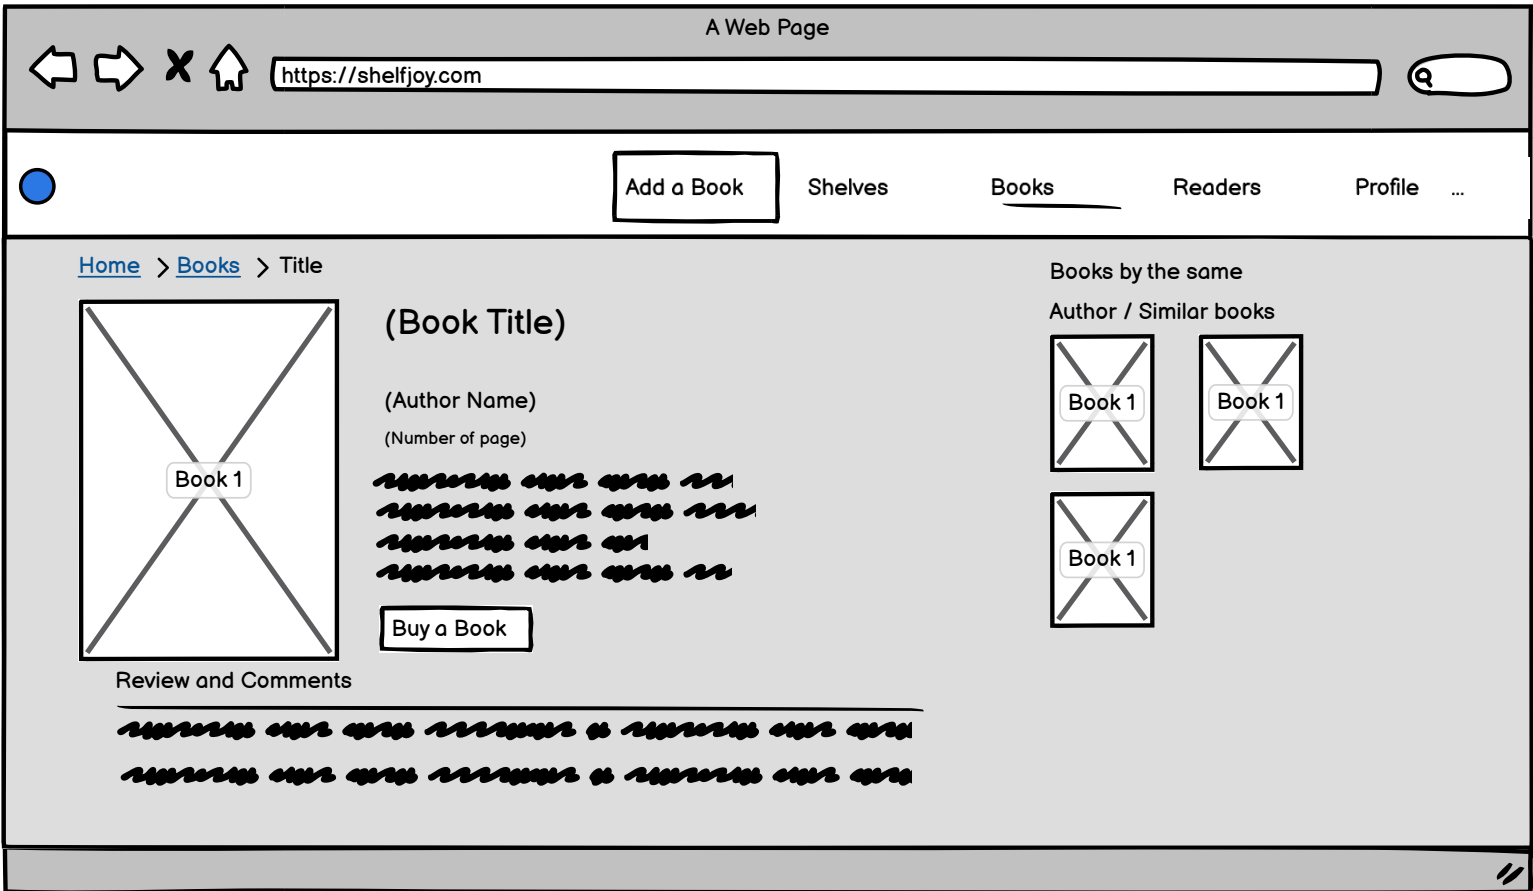 A Web Page
https://shelfjoy.com
Add a Book Shelves Books Readers Profile ...
Home Books Title
(Book Title)
(Author Name)
(Number of page)
Book 1
Buy a Book
Review and Comments
Books by the same
Author / Similar books
Book 1 Book 1
Book 1